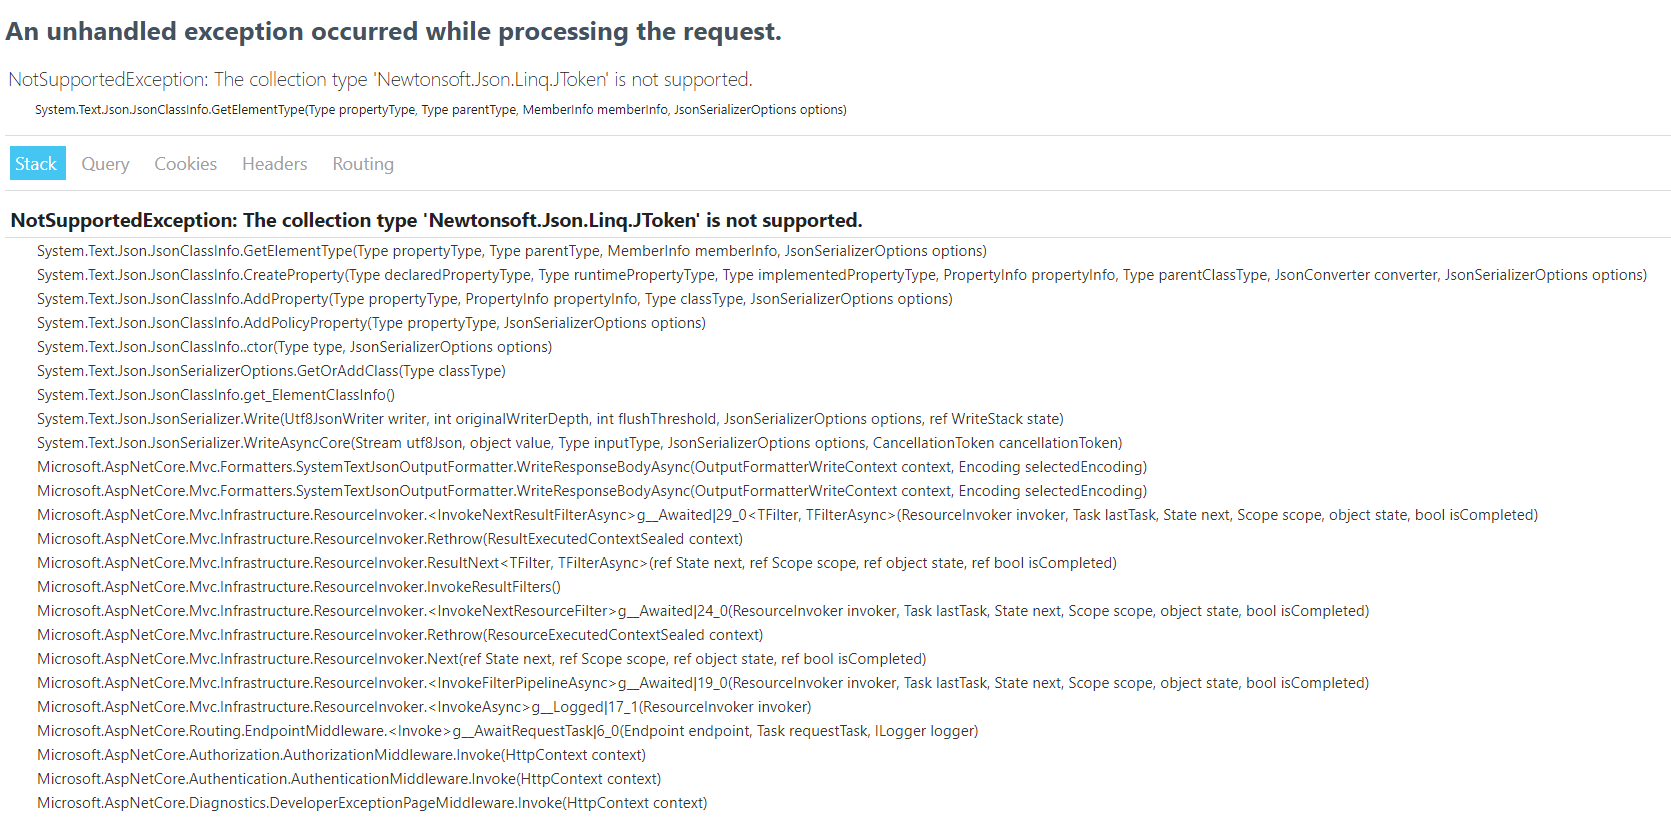 An unhandled exception occurred while processing the request.
NotSupportedException: The collection type 'Newtonsoft.Json.Linq.JToken' is not supported.
System.Text.Json.JsonClassInfo.GetElementType(Type propertyType, Type parentType, MemberInfo memberInfo, JsonSerializerOptions options)
Stack Query Cookies Headers Routing
NotSupportedException: The collection type 'Newtonsoft.Json.Linq.JToken' is not supported.
System.Text.Json.JsonClassInfo.GetElementType(Type propertyType, Type parentType, MemberInfo memberInfo, JsonSerializerOptions options)
System.Text.Json.JsonClassInfo.CreateProperty(Type declaredPropertyType, Type runtimePropertyType, Type implementedPropertyType, PropertyInfo propertyInfo, Type parentClassType, JsonConverter converter, JsonSerializerOptions options)
System.Text.Json.JsonClassInfo.AddProperty(Type propertyType, PropertyInfo propertyInfo, Type classType, JsonSerializerOptions options)
System.Text.Json.JsonClassInfo.AddPolicyProperty(Type propertyType, JsonSerializerOptions options)
System.Text.Json.JsonClassInfo..ctor(Type type, JsonSerializerOptions options)
System.Text.Json.JsonSerializerOptions.GetOrAddClass(Type classType)
System.Text.Json.JsonClassInfo.get_ElementClassInfo()
System.Text.Json.JsonSerializer.Write(Utf8JsonWriter writer, int originalWriterDepth, int flushThreshold, JsonSerializerOptions options, ref WriteStack state)
System.Text.Json.JsonSerializer.WriteAsyncCore(Stream utf8Json, object value, Type inputType, JsonSerializerOptions options, CancellationToken cancellationToken)
Microsoft.AspNetCore.Mvc.Formatters.SystemTextJsonOutputFormatter.WriteResponseBodyAsync(OutputFormatterWriteContext context, Encoding selectedEncoding)
Microsoft.AspNetCore.Mvc.Formatters.SystemTextJsonOutputFormatter.WriteResponseBodyAsync(OutputFormatterWriteContext context, Encoding selectedEncoding)
Microsoft.AspNetCore.Mvc.Infrastructure.ResourceInvoker.<InvokeNextResultFilterAsync>g__Awaited|29_0<TFilter, TFilterAsync>(ResourceInvoker invoker, Task lastTask, State next, Scope scope, object state, bool isCompleted)
Microsoft.AspNetCore.Mvc.Infrastructure.ResourceInvoker.Rethrow(ResultExecutedContextSealed context)
Microsoft.AspNetCore.Mvc.Infrastructure.ResourceInvoker.ResultNext<TFilter, TFilterAsync>(ref State next, ref Scope scope, ref object state, ref bool isCompleted)
Microsoft.AspNetCore.Mvc.Infrastructure.ResourceInvoker.InvokeResultFilters()
Microsoft.AspNetCore.Mvc.Infrastructure.ResourceInvoker.<InvokeNextResourceFilter>g__Awaited|24_0(ResourceInvoker invoker, Task lastTask, State next, Scope scope, object state, bool isCompleted)
Microsoft.AspNetCore.Mvc.Infrastructure.ResourceInvoker.Rethrow(ResourceExecutedContextSealed context)
Microsoft.AspNetCore.Mvc.Infrastructure.ResourceInvoker.Next(ref State next, ref Scope scope, ref object state, ref bool isCompleted)
Microsoft.AspNetCore.Mvc.Infrastructure.ResourceInvoker.<InvokeFilterPipelineAsync>g__Awaited|19_0(ResourceInvoker invoker, Task lastTask, State next, Scope scope, object state, bool isCompleted)
Microsoft.AspNetCore.Mvc.Infrastructure.ResourceInvoker.<InvokeAsync>g__Logged|17_1(ResourceInvoker invoker)
Microsoft.AspNetCore.Routing.EndpointMiddleware.<Invoke>g__AwaitRequestTask|6_0(Endpoint endpoint, Task requestTask, ILogger logger)
Microsoft.AspNetCore.Authorization.AuthorizationMiddleware.Invoke(HttpContext context)
Microsoft.AspNetCore.Authentication.AuthenticationMiddleware.Invoke(HttpContext context)
Microsoft.AspNetCore.Diagnostics.DeveloperExceptionPageMiddleware.Invoke(HttpContext context)